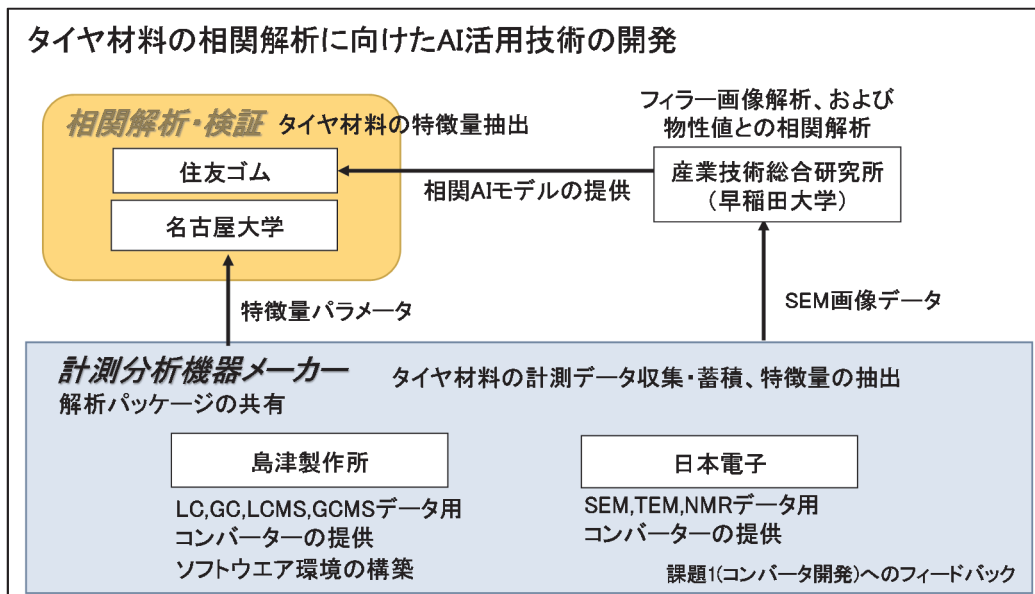 タイヤ材料の相関解析に向けたAI活用技術の開発
相関解析・検証
タイヤ材料の特徴量抽出
住友ゴム
名古屋大学
相関AIモデルの提供
フィラー画像解析、および
物性値との相関解析
産業技術総合研究所
(早稲田大学)
特徴量パラメータ
SEM画像データ
計測分析機器メーカー
解析パッケージの共有
タイヤ材料の計測データ収集・蓄積、特徴量の抽出
島津製作所
LC,GC,LCMS,GCMSデータ用
コンバーターの提供
ソフトウエア環境の構築
日本電子
SEM,TEM,NMRデータ用
コンバーターの提供
課題1(コンバータ開発)へのフィードバック